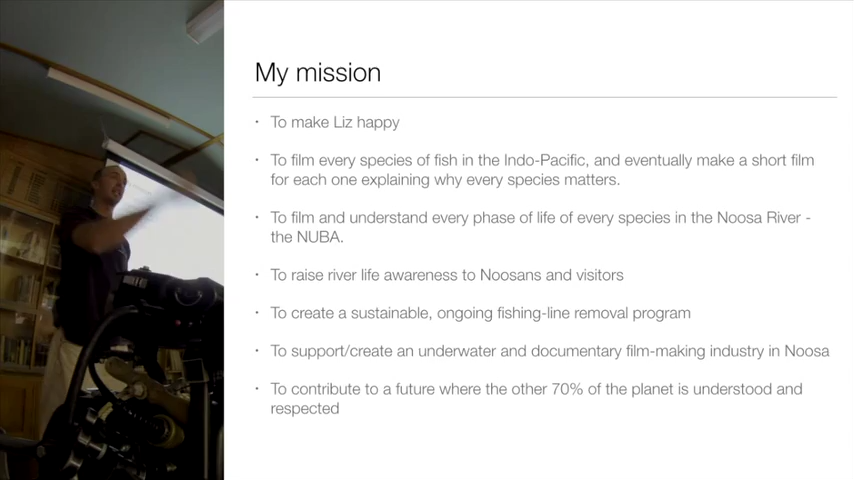 My mission
· To make Liz happy
· To film every species of fish in the Indo-Pacific, and eventually make a short film
for each one explaining why every species matters.
· To film and understand every phase of life of every species in the Noosa River -
the NUBA.
· To raise river life awareness to Noosans and visitors
· To create a sustainable, ongoing fishing-line removal program
· To support/create an underwater and documentary film-making industry in Noosa
· To contribute to a future where the other 70% of the planet is understood and
respected